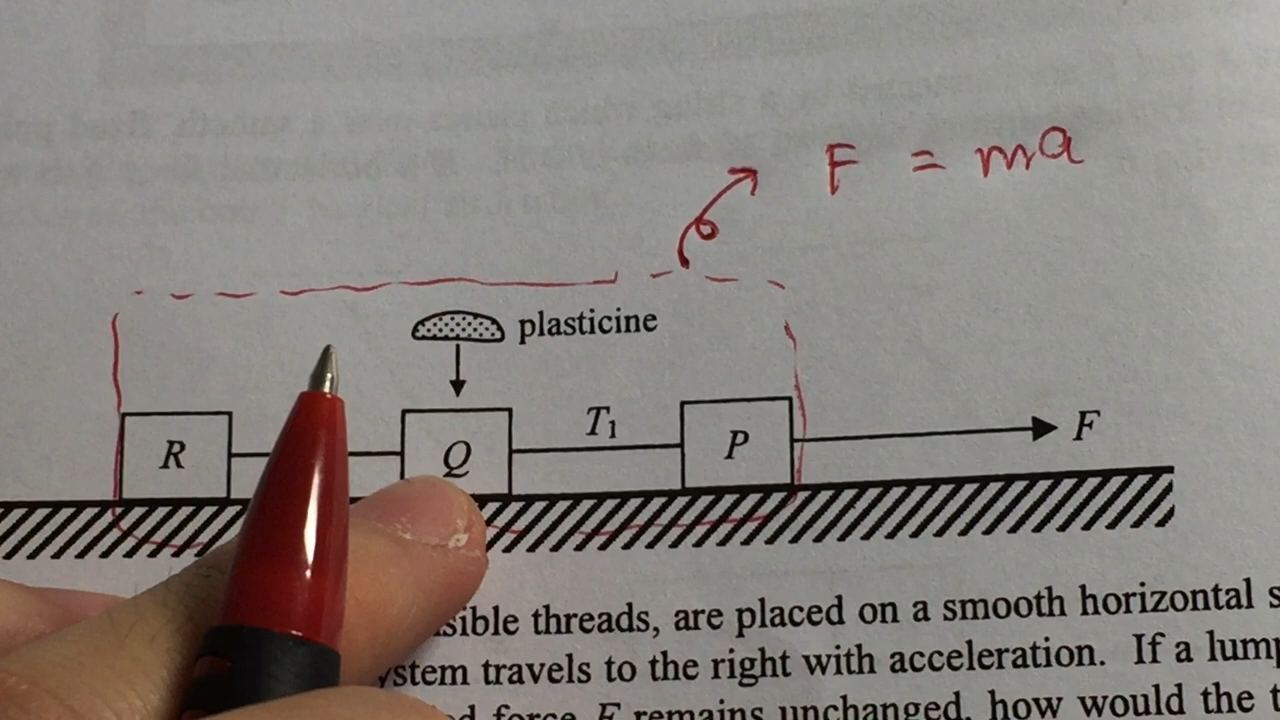 F = ma
plasticine
R Q T₁ P F
sible threads, are placed on a smooth horizontal s
ystem travels to the right with acceleration. If a lump
d force F remains unchanged, how would the t